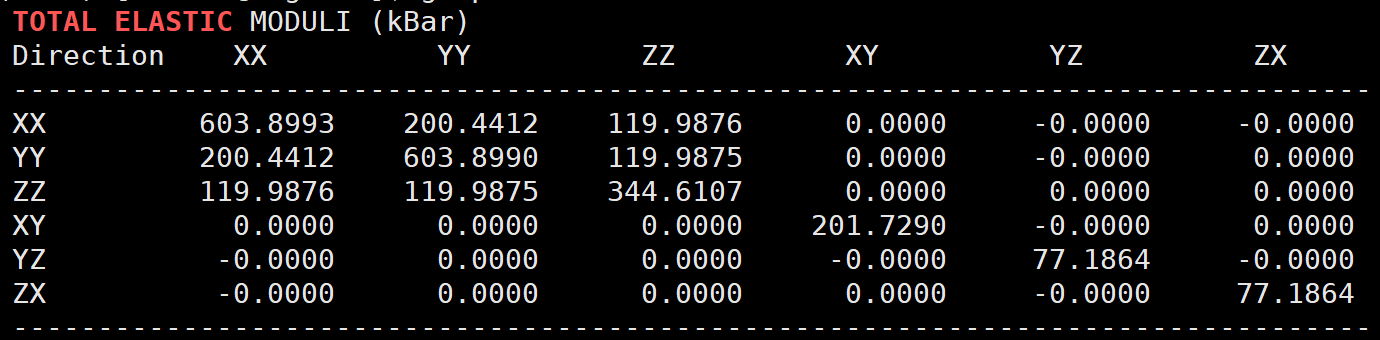 TOTAL ELASTIC MODULI (kBar)
Direction    XX          YY          ZZ          XY          YZ          ZX
--------------------------------------------------------------------------------
XX         603.8993    200.4412    119.9876      0.0000     -0.0000     -0.0000
YY         200.4412    603.8990    119.9875      0.0000     -0.0000      0.0000
ZZ         119.9876    119.9875    344.6107      0.0000      0.0000      0.0000
XY           0.0000      0.0000      0.0000    201.7290     -0.0000      0.0000
YZ          -0.0000      0.0000      0.0000     -0.0000     77.1864     -0.0000
ZX          -0.0000      0.0000      0.0000      0.0000     -0.0000     77.1864
--------------------------------------------------------------------------------